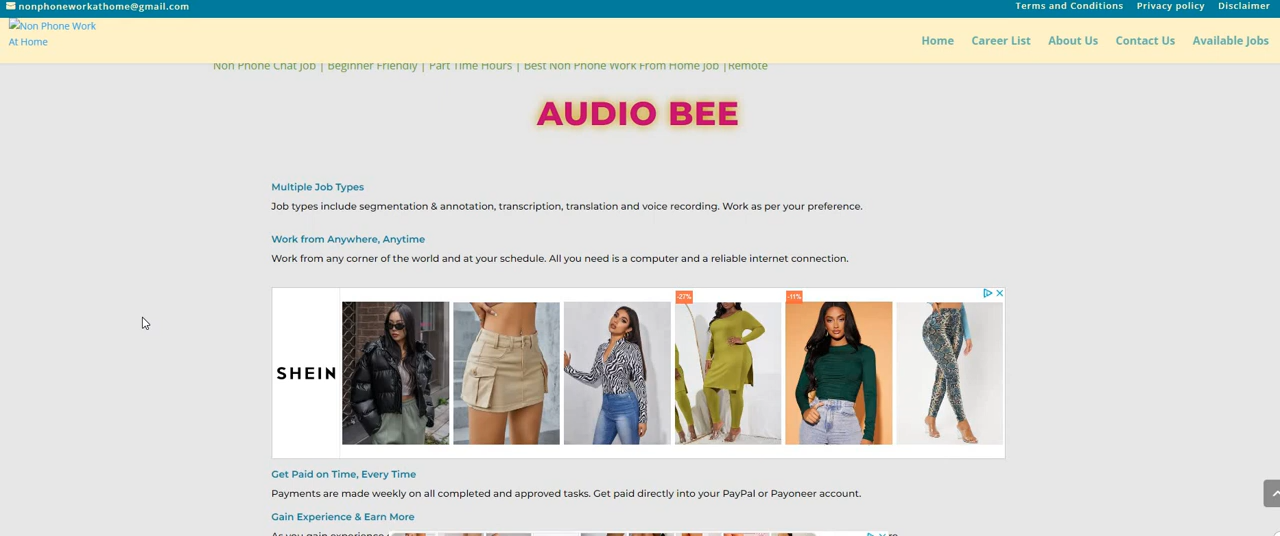 nonphoneworkathome@gmail.com
Terms and Conditions Privacy policy Disclaimer
Non Phone Work
At Home
Home Career List About Us Contact Us Available Jobs
Non Phone Chat Job | Beginner Friendly | Part Time Hours | Best Non Phone Work From Home Job |Remote
AUDIO BEE
Multiple Job Types
Job types include segmentation & annotation, transcription, translation and voice recording. Work as per your preference.
Work from Anywhere, Anytime
Work from any corner of the world and at your schedule. All you need is a computer and a reliable internet connection.
-27%
-11%
SHEIN
Get Paid on Time, Every Time
Payments are made weekly on all completed and approved tasks. Get paid directly into your PayPal or Payoneer account.
Gain Experience & Earn More
As you gain experience